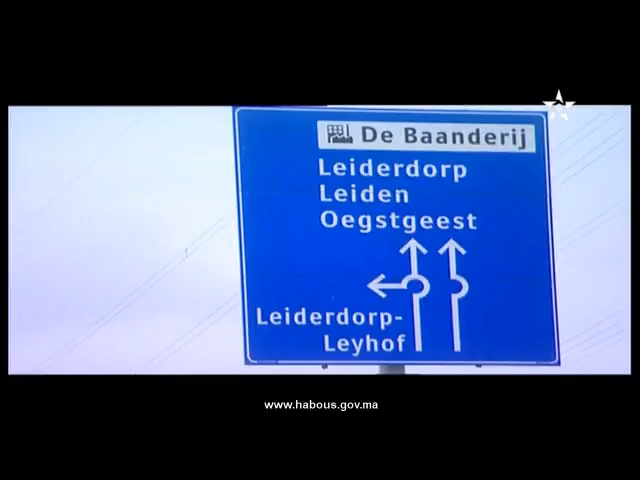 De Baanderij
Leiderdorp
Leiden
Oegstgeest
Leiderdorp-
Leyhof
www.habous.gov.ma